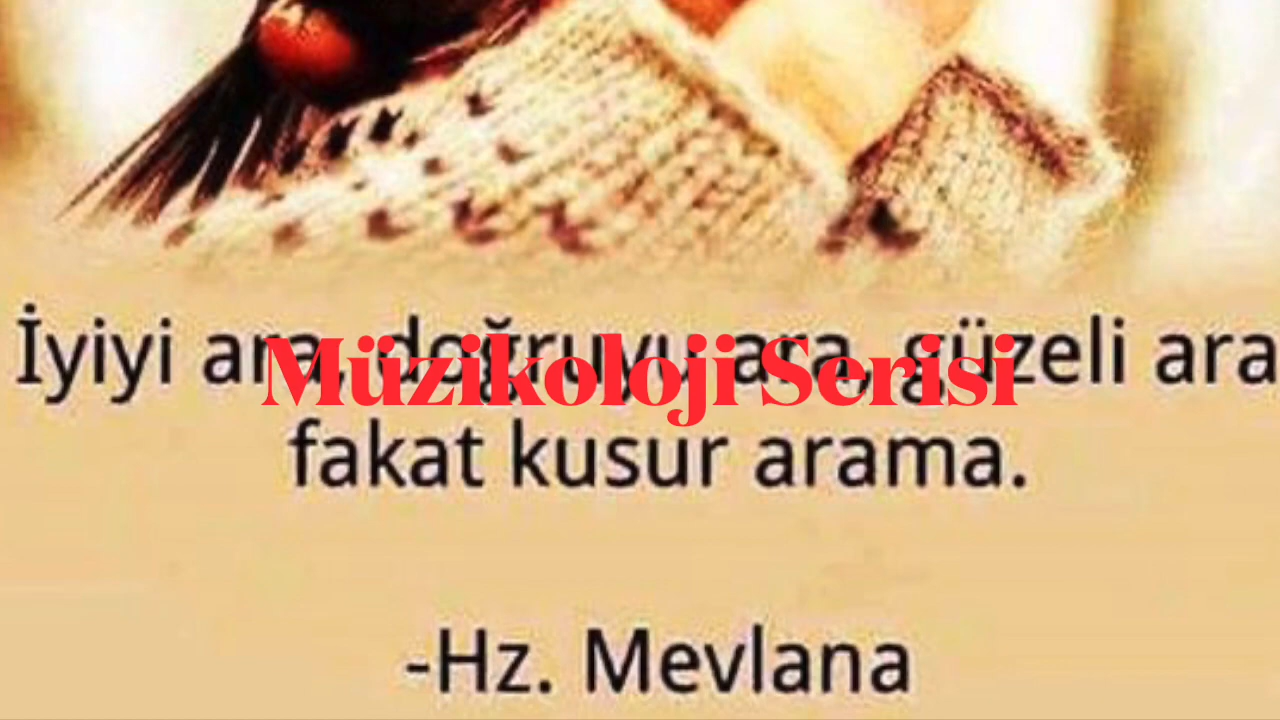 İyiyi ara, doğruyu ara, güzeli ara
Müzikoloji Serisi
fakat kusur arama.
-Hz. Mevlana